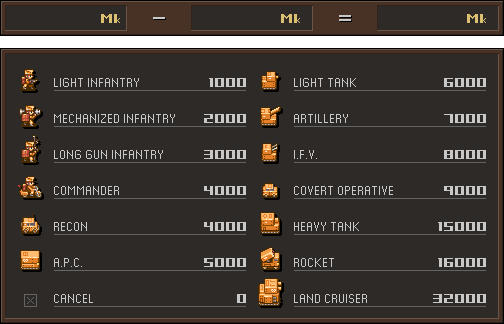 Mk – Mk = Mk
LIGHT INFANTRY 1000
LIGHT TANK 6000
MECHANIZED INFANTRY 2000
ARTILLERY 7000
LONG GUN INFANTRY 3000
I.F.Y. 8000
COMMANDER 4000
COVERT OPERATIVE 9000
RECON 4000
HEAVY TANK 15000
A.P.C. 5000
ROCKET 16000
CANCEL 0
LAND CRUISER 32000